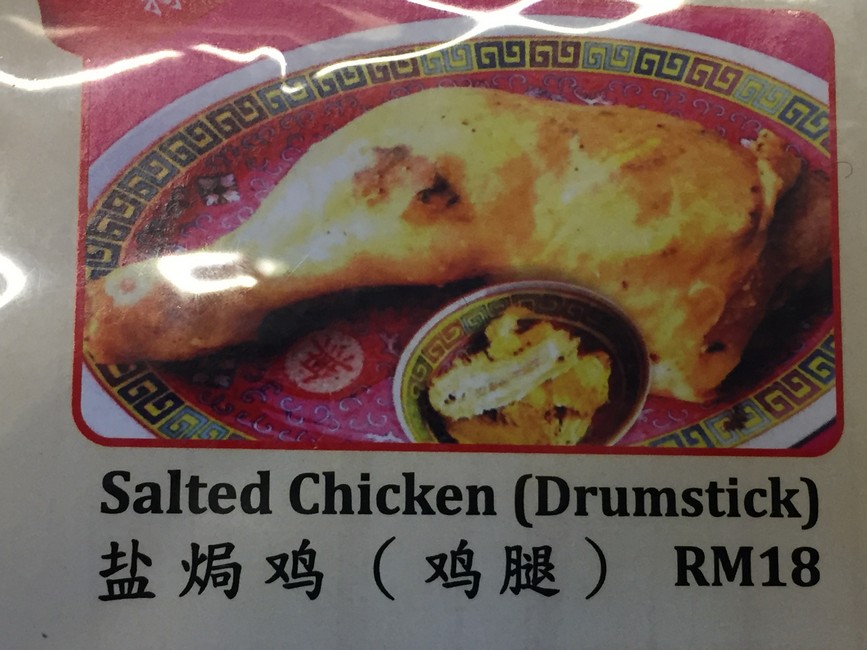 Salted Chicken (Drumstick)
盐焗鸡（鸡腿） RM18